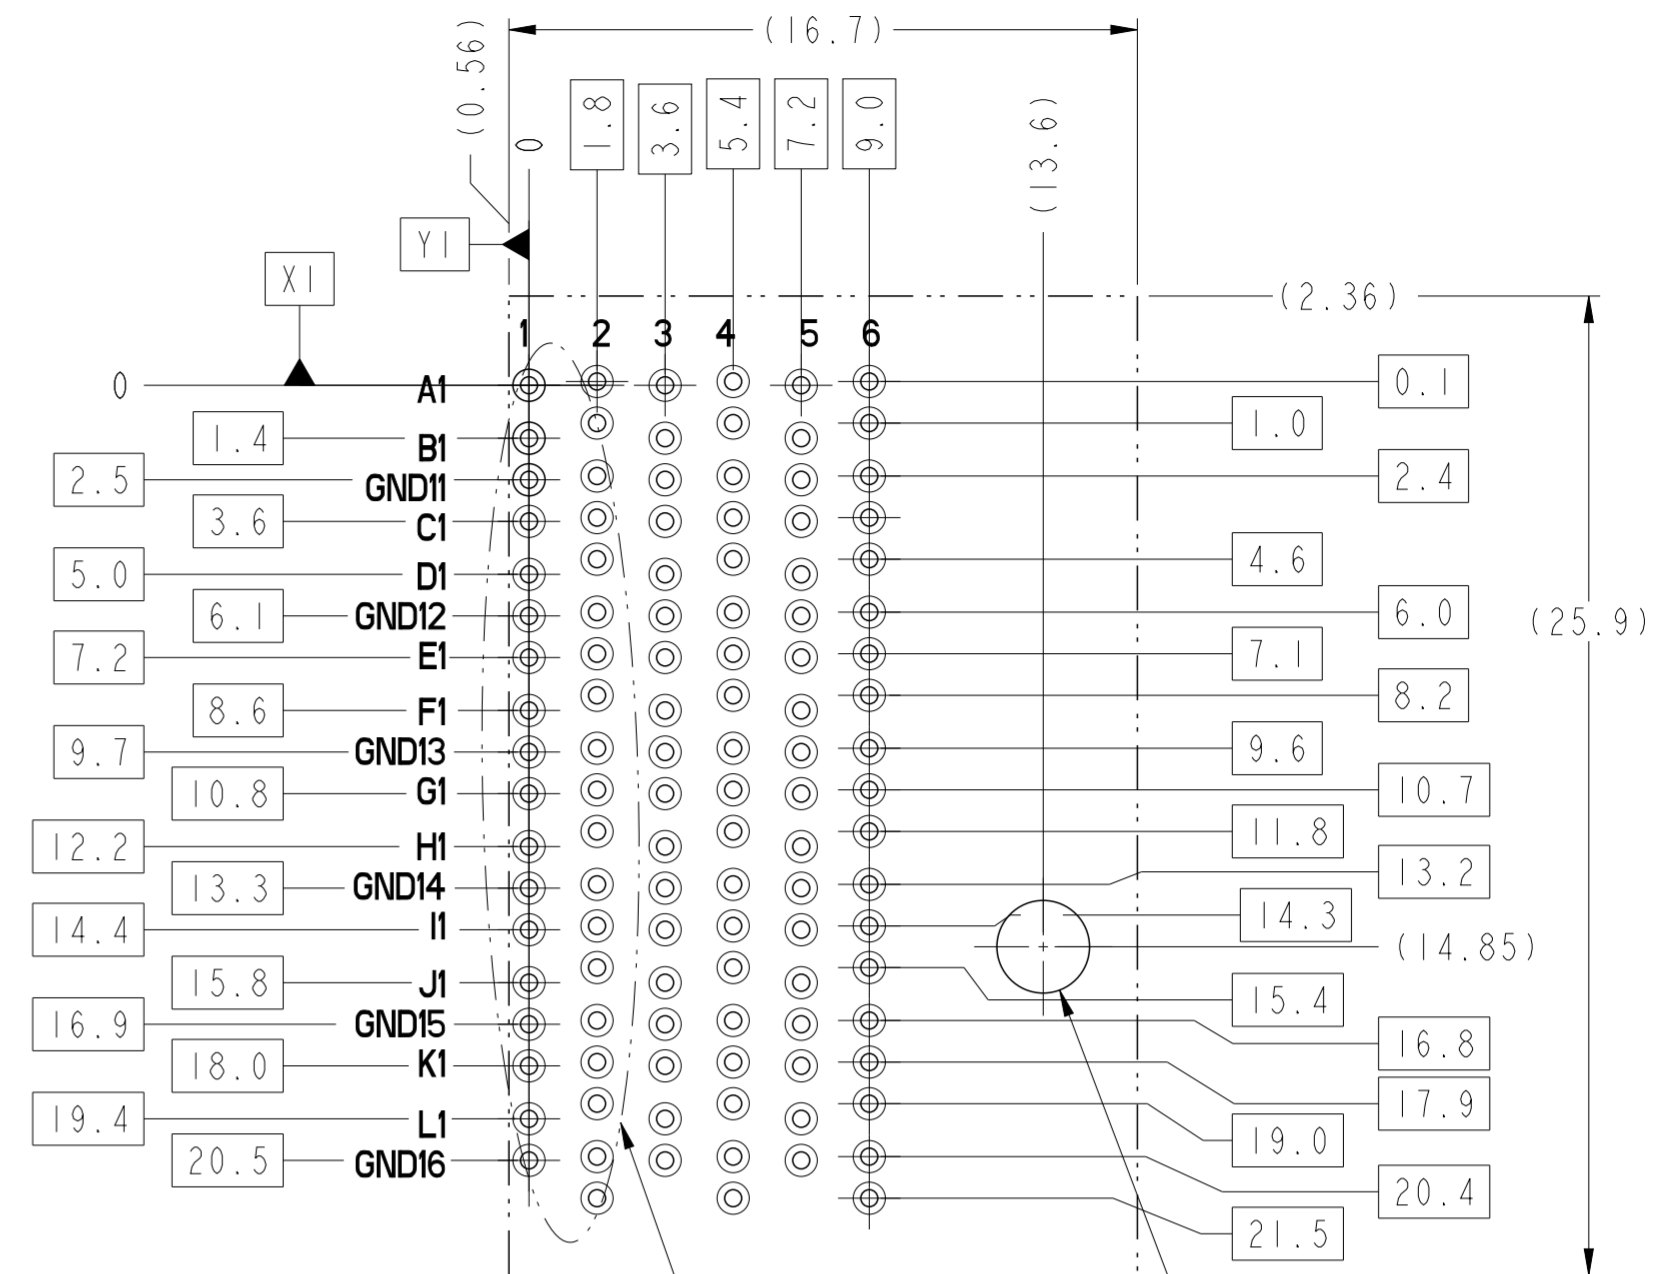 (16.7)
(0.56)
0
1.8
3.6
5.4
7.2
9.0
(13.6)
Y1
X1
(2.36)
1 2 3 4 5 6
0 A1 0.1
1.4 B1 1.0
2.5 GND11 2.4
3.6 C1
5.0 D1 4.6
6.1 GND12 6.0
(25.9)
7.2 E1 7.1
8.6 F1 8.2
9.7 GND13 9.6
10.8 G1 10.7
12.2 H1 11.8
13.3 GND14 13.2
14.4 I1 14.3
(14.85)
15.8 J1 15.4
16.9 GND15 16.8
18.0 K1 17.9
19.4 L1 19.0
20.5 GND16 20.4
21.5